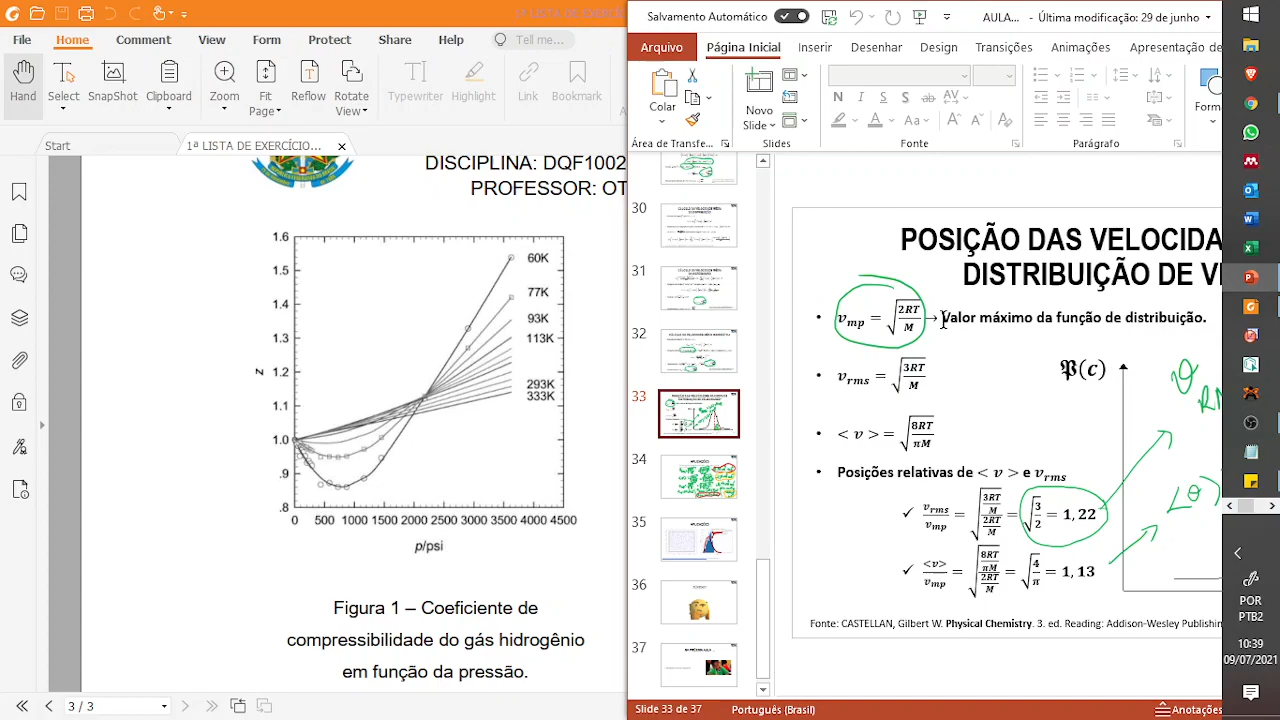 1ª LISTA DE EXERCÍ
File Home Comment View Form Protect Share Help Tell me...
Hand Select SnapShot Clipboard Zoom Fit Page Reflow Rotate View Typewriter Highlight Link Bookmark
Start 1ª LISTA DE EXERCÍCIO...
DISCIPLINA: DQF1002
PROFESSOR: OT
1.6
1.5
1.4
1.3
1.2
1.1
1.0
.9
.8
z
60K
77K
93K
113K
293K
333K
0 500 1000 1500 2000 2500 3000 3500 4000 4500
p/psi
Figura 1 – Coeficiente de
compressibilidade do gás hidrogênio
em função da pressão.
3 / 3
Salvamento Automático AULA... - Última modificação: 29 de junho
Arquivo Página Inicial Inserir Desenhar Design Transições Animações Apresentação de
Colar Novo Slide Form
N I S S ab AV
A Aa A A A
Área de Transfe... Slides Fonte Parágrafo
30
31
32
33
34
35
36
37
POSIÇÃO DAS VELOCIDA
DISTRIBUIÇÃO DE VE
• v_mp = √(2RT/M) → Valor máximo da função de distribuição.
• v_rms = √(3RT/M)
• < v > = √(8RT/πM)
• Posições relativas de < v > e v_rms
✓ v_rms/v_mp = √((3RT/M)/(2RT/M)) = √(3/2) = 1,22
✓ <v>/v_mp = √((8RT/πM)/(2RT/M)) = √(4/π) = 1,13
𝔓(c)
Fonte: CASTELLAN, Gilbert W. Physical Chemistry. 3. ed. Reading: Addison-Wesley Publishin
Slide 33 de 37 Português (Brasil) Anotações
POR
PTB2
10:39
09/07/2021